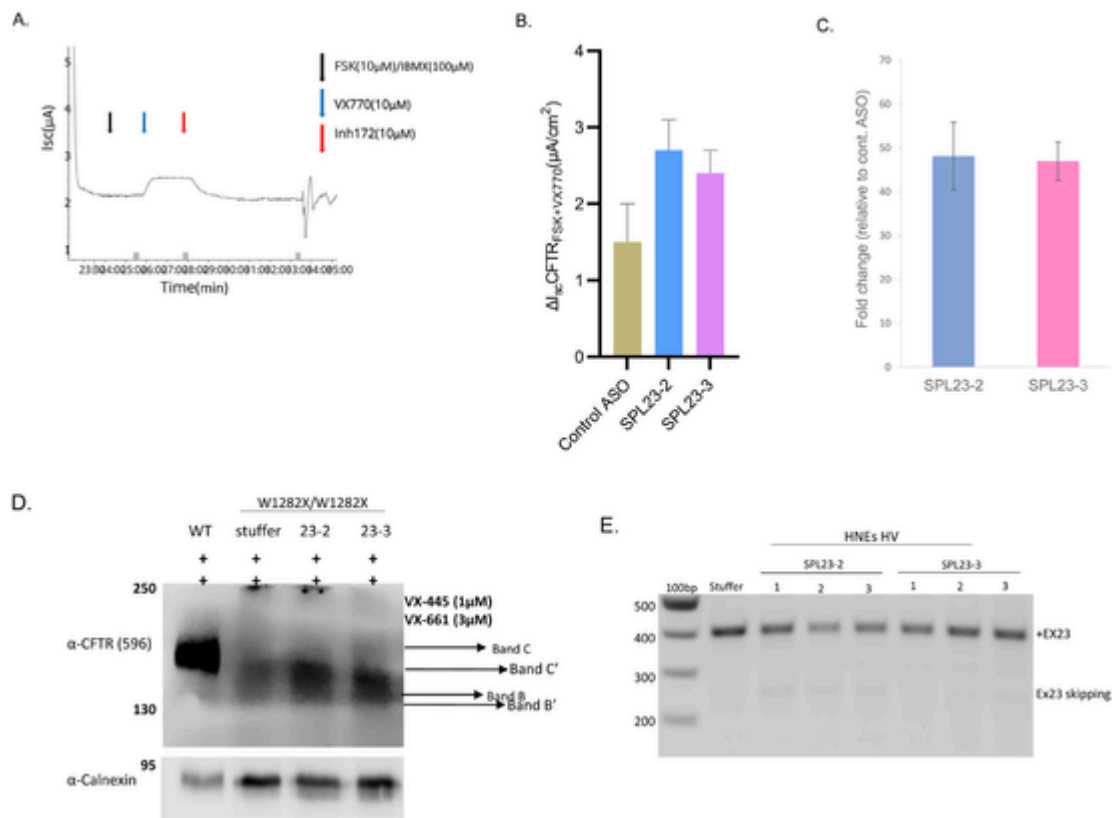 A.
5
4
3
2
1
Isc(µA)
FSK(10µM)/IBMX(100µM)
VX770(10µM)
Inh172(10µM)
Time(min)
B.
4
3
2
1
0
ΔIscCFTRFSK+VX770(µA/cm²)
Control ASO
SPL23-2
SPL23-3
C.
70
60
50
40
30
20
10
0
Fold change (relative to cont. ASO)
SPL23-2
SPL23-3
D.
W1282X/W1282X
WT stuffer 23-2 23-3
+ + + +
+ + + +
250
VX-445 (1µM)
VX-661 (3µM)
α-CFTR (596)
Band C
Band C'
Band B
Band B'
130
95
α-Calnexin
E.
HNEs HV
SPL23-2 SPL23-3
100bp Stuffer 1 2 3 1 2 3
500
400
300
200
+EX23
Ex23 skipping